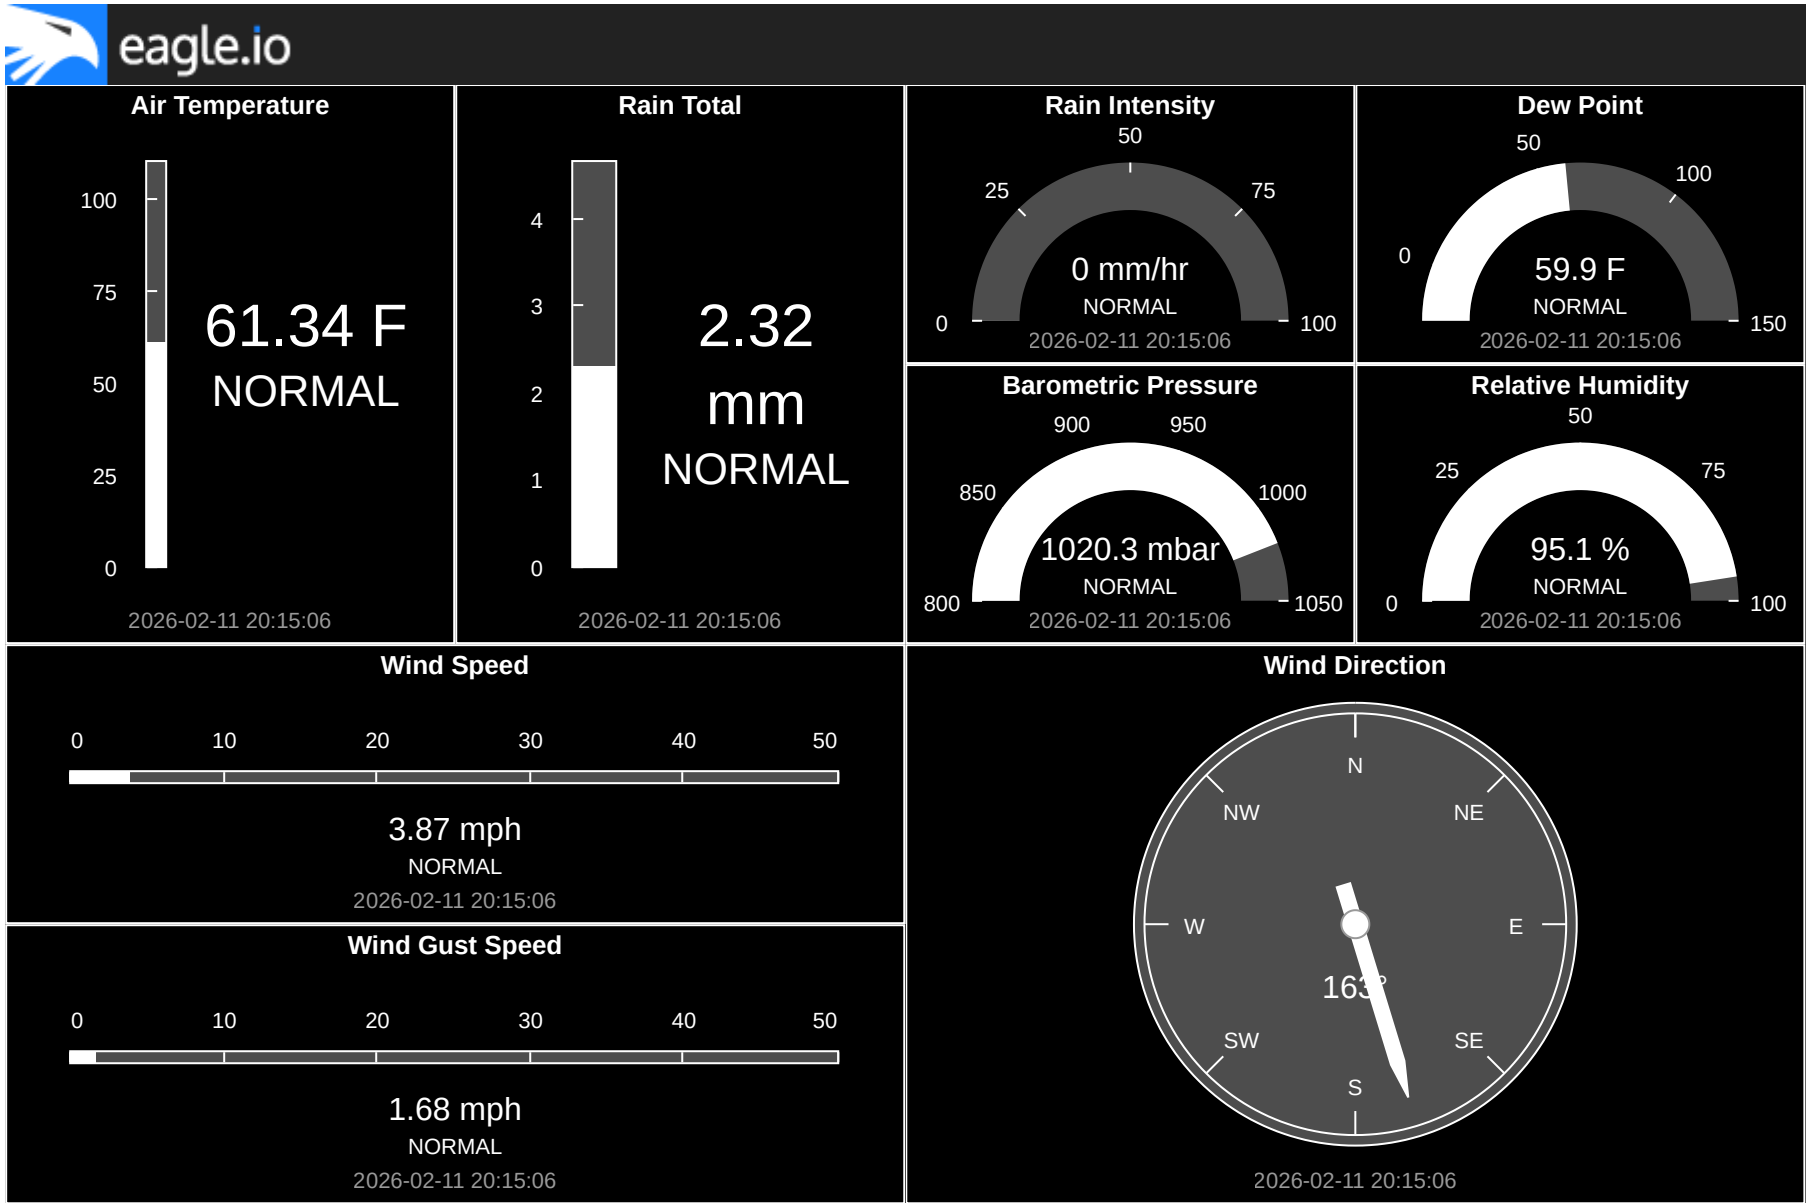 eagle.io
Air Temperature
100
75
50
25
0
61.34 F
NORMAL
2026-02-11 20:15:06
Rain Total
4
3
2
1
0
2.32
mm
NORMAL
2026-02-11 20:15:06
Rain Intensity
0
25
50
75
100
0 mm/hr
NORMAL
2026-02-11 20:15:06
Dew Point
0
50
100
150
59.9 F
NORMAL
2026-02-11 20:15:06
Barometric Pressure
800
850
900
950
1000
1050
1020.3 mbar
NORMAL
2026-02-11 20:15:06
Relative Humidity
0
25
50
75
100
95.1 %
NORMAL
2026-02-11 20:15:06
Wind Speed
0 10 20 30 40 50
3.87 mph
NORMAL
2026-02-11 20:15:06
Wind Gust Speed
0 10 20 30 40 50
1.68 mph
NORMAL
2026-02-11 20:15:06
Wind Direction
N
NW NE
W E
163°
SW SE
S
2026-02-11 20:15:06